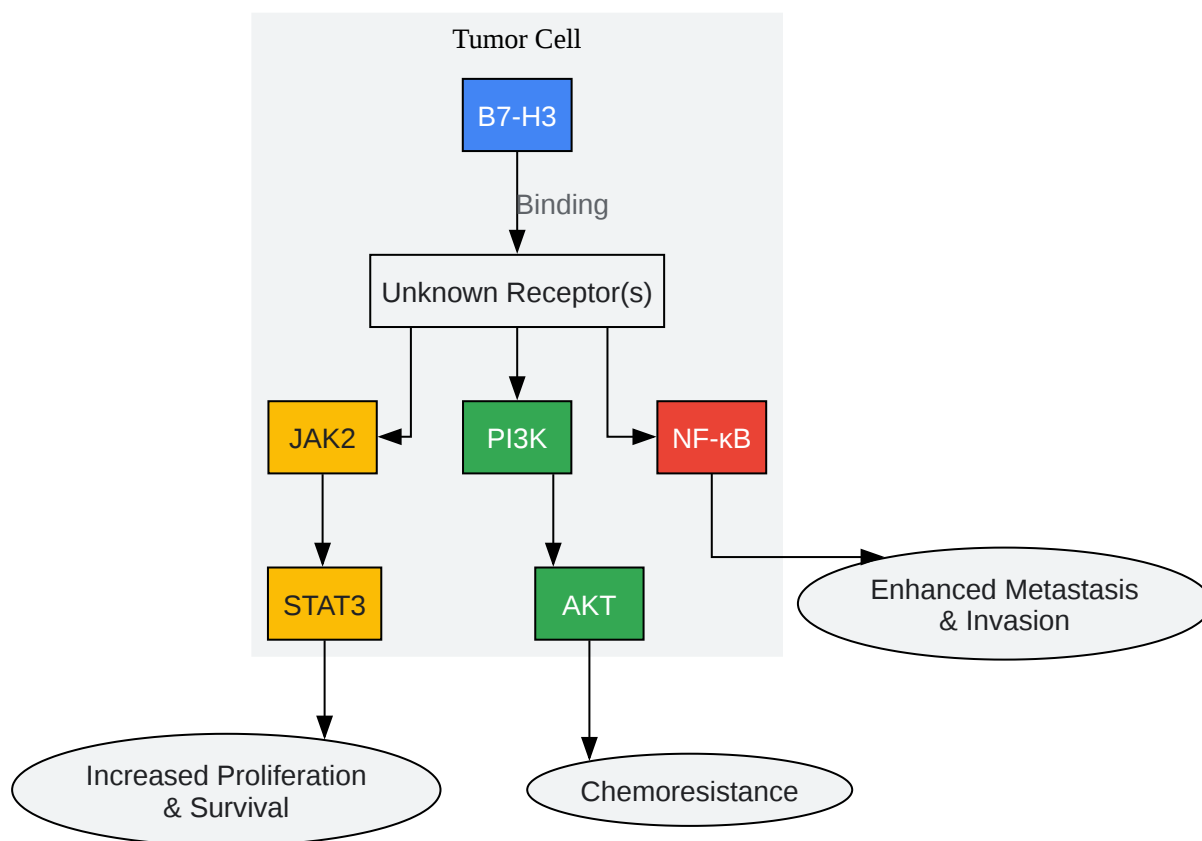 Tumor Cell
B7-H3
Binding
Unknown Receptor(s)
JAK2
PI3K
NF-κB
STAT3
AKT
Enhanced Metastasis
& Invasion
Increased Proliferation
& Survival
Chemoresistance